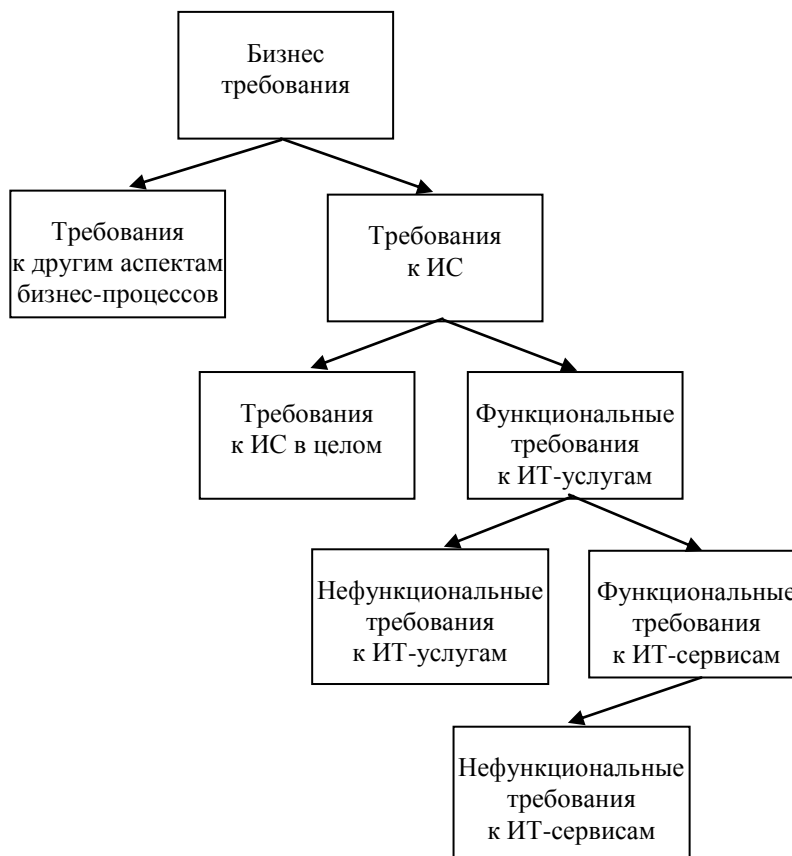 Бизнес
требования
Требования
к другим аспектам
бизнес-процессов
Требования
к ИС
Требования
к ИС в целом
Функциональные
требования
к ИТ-услугам
Нефункциональные
требования
к ИТ-услугам
Функциональные
требования
к ИТ-сервисам
Нефункциональные
требования
к ИТ-сервисам